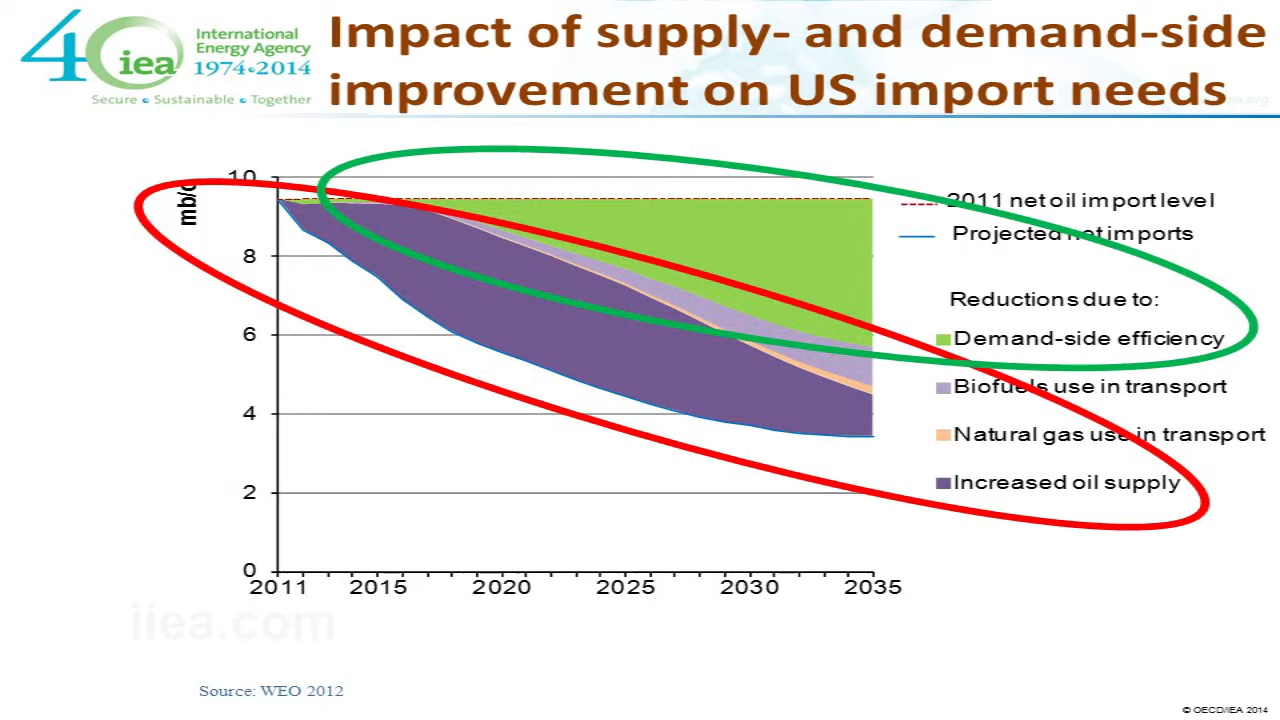 40
iea
International
Energy Agency
1974•2014
Secure • Sustainable • Together
Impact of supply- and demand-side
improvement on US import needs
10
mb/d
8
6
4
2
0
2011 2015 2020 2025 2030 2035
2011 net oil import level
Projected net imports
Reductions due to:
Demand-side efficiency
Biofuels use in transport
Natural gas use in transport
Increased oil supply
iiea.com
Source: WEO 2012
© OECD/IEA 2014